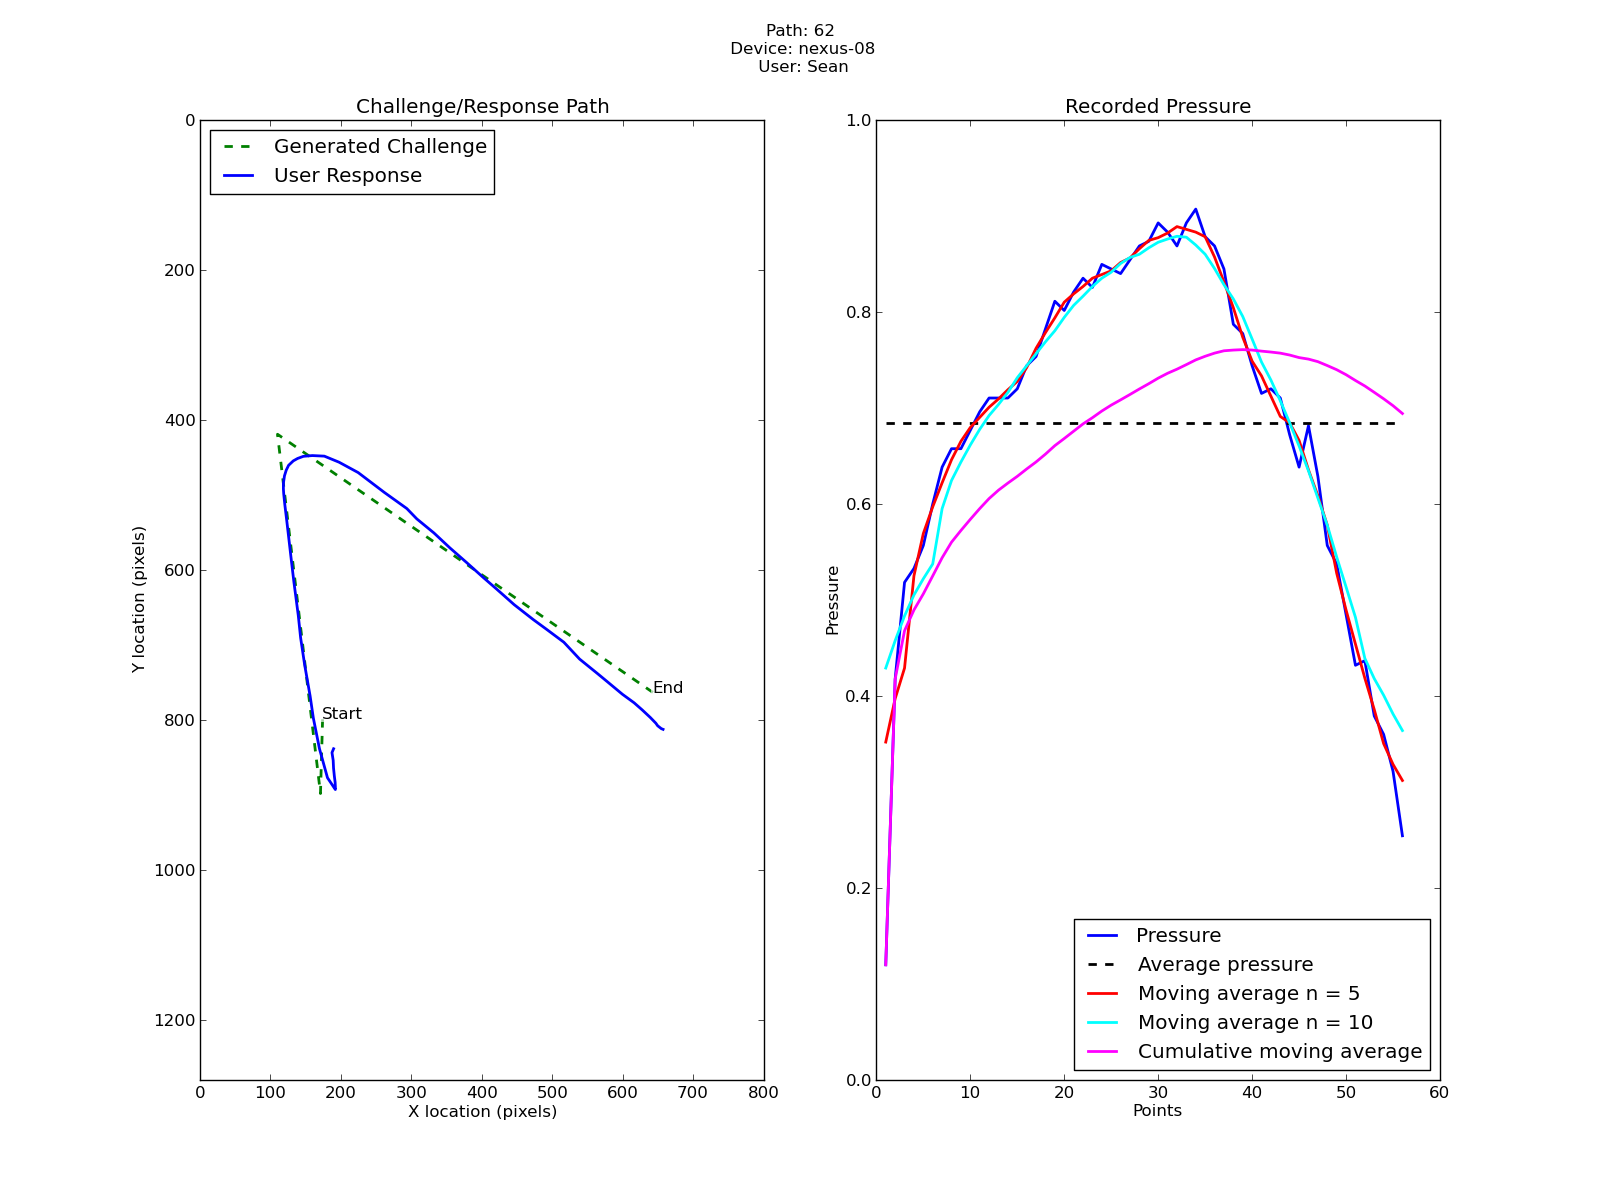 Path: 62
Device: nexus-08
User: Sean
Challenge/Response Path
0
200
400
600
800
1000
1200
Y location (pixels)
Generated Challenge
User Response
Start
End
0 100 200 300 400 500 600 700 800
X location (pixels)
Recorded Pressure
1.0
0.8
0.6
0.4
0.2
0.0
Pressure
Pressure
Average pressure
Moving average n = 5
Moving average n = 10
Cumulative moving average
0 10 20 30 40 50 60
Points